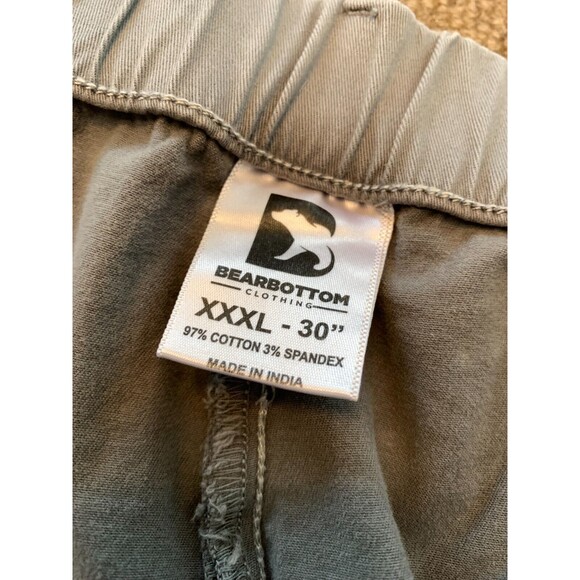 BEARBOTTOM
CLOTHING
XXXL - 30”
97% COTTON 3% SPANDEX
MADE IN INDIA